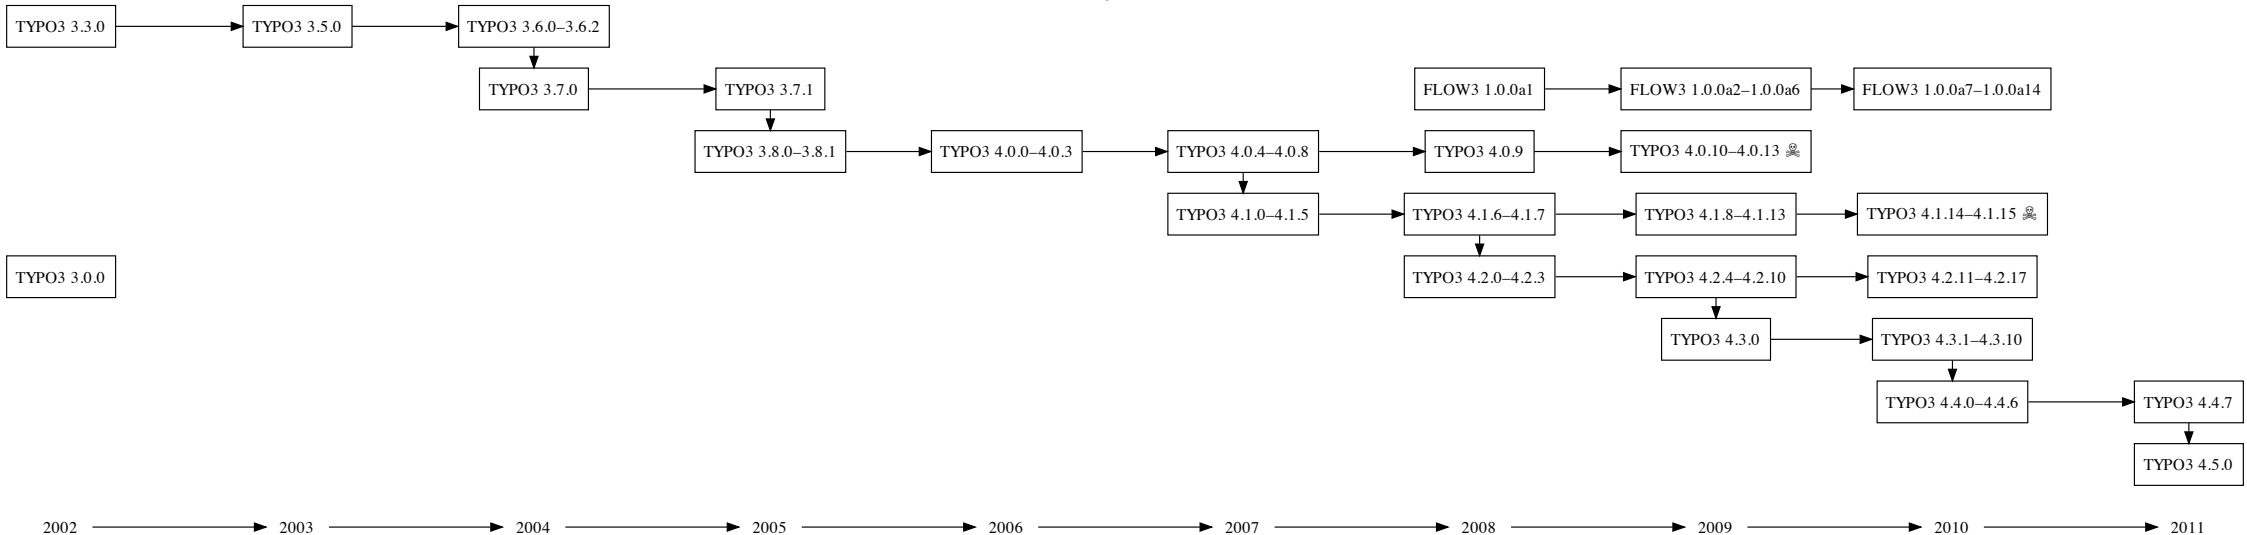 TYPO3 3.3.0
TYPO3 3.5.0
TYPO3 3.6.0–3.6.2
TYPO3 3.7.0
TYPO3 3.7.1
FLOW3 1.0.0a1
FLOW3 1.0.0a2–1.0.0a6
FLOW3 1.0.0a7–1.0.0a14
TYPO3 3.8.0–3.8.1
TYPO3 4.0.0–4.0.3
TYPO3 4.0.4–4.0.8
TYPO3 4.0.9
TYPO3 4.0.10–4.0.13 ☠
TYPO3 4.1.0–4.1.5
TYPO3 4.1.6–4.1.7
TYPO3 4.1.8–4.1.13
TYPO3 4.1.14–4.1.15 ☠
TYPO3 3.0.0
TYPO3 4.2.0–4.2.3
TYPO3 4.2.4–4.2.10
TYPO3 4.2.11–4.2.17
TYPO3 4.3.0
TYPO3 4.3.1–4.3.10
TYPO3 4.4.0–4.4.6
TYPO3 4.4.7
TYPO3 4.5.0
2002
2003
2004
2005
2006
2007
2008
2009
2010
2011